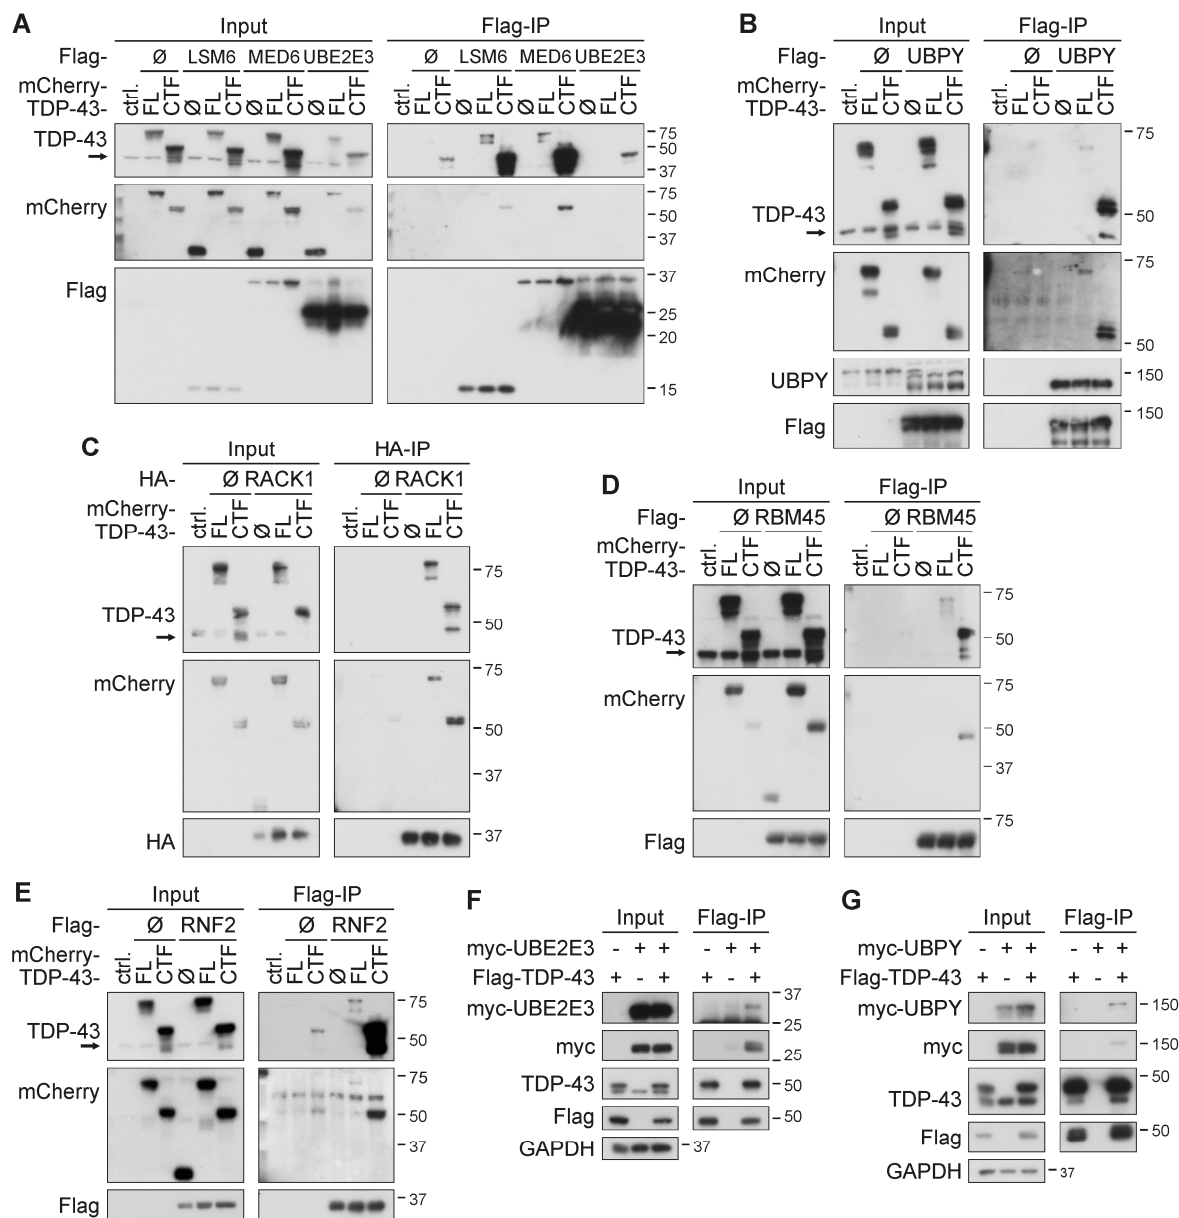 A
Input
Flag-IP
Flag-
Ø
LSM6
MED6
UBE2E3
Ø
LSM6
MED6
UBE2E3
mCherry-
TDP-43-
ctrl.
FL
CTF
Ø
FL
CTF
Ø
FL
CTF
Ø
FL
CTF
ctrl.
FL
CTF
Ø
FL
CTF
Ø
FL
CTF
Ø
FL
CTF
TDP-43
75
50
37
mCherry
75
50
37
Flag
37
25
20
15
B
Input
Flag-IP
Flag-
Ø
UBPY
Ø
UBPY
mCherry-
TDP-43-
ctrl.
FL
CTF
Ø
FL
CTF
ctrl.
FL
CTF
Ø
FL
CTF
TDP-43
75
50
mCherry
75
50
UBPY
150
Flag
150
C
Input
HA-IP
HA-
Ø
RACK1
Ø
RACK1
mCherry-
TDP-43-
ctrl.
FL
CTF
Ø
FL
CTF
ctrl.
FL
CTF
Ø
FL
CTF
TDP-43
75
50
mCherry
75
50
37
HA
37
D
Input
Flag-IP
Flag-
Ø
RBM45
Ø
RBM45
mCherry-
TDP-43-
ctrl.
FL
CTF
Ø
FL
CTF
ctrl.
FL
CTF
Ø
FL
CTF
TDP-43
75
50
mCherry
75
50
37
Flag
75
E
Input
Flag-IP
Flag-
Ø
RNF2
Ø
RNF2
mCherry-
TDP-43-
ctrl.
FL
CTF
Ø
FL
CTF
ctrl.
FL
CTF
Ø
FL
CTF
TDP-43
75
50
mCherry
75
50
37
Flag
37
F
Input
Flag-IP
myc-UBE2E3
- + + - + +
Flag-TDP-43
+ - + + - +
myc-UBE2E3
37
25
myc
25
TDP-43
50
Flag
50
GAPDH
37
G
Input
Flag-IP
myc-UBPY
- + + - + +
Flag-TDP-43
+ - + + - +
myc-UBPY
150
myc
150
TDP-43
50
Flag
50
GAPDH
37